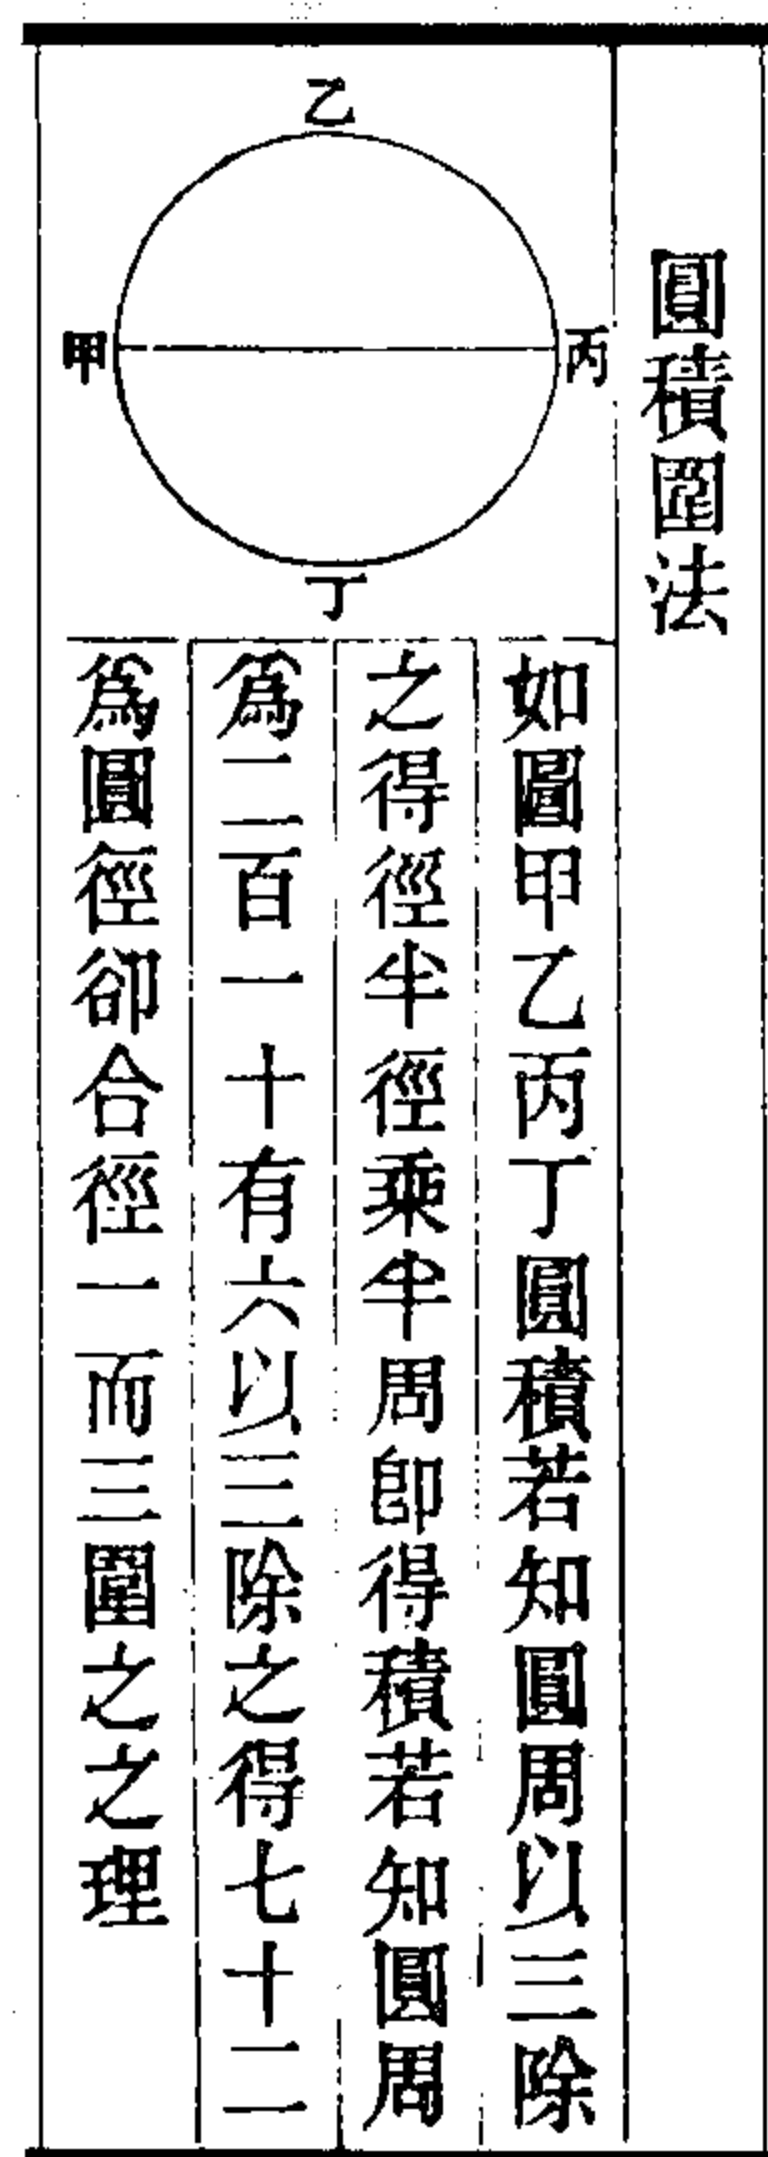 圓積圍法
乙
甲
丙
丁
如圖甲乙丙丁圓積若知圓周以三除
之得徑半徑乘半周卽得積若知圓周
爲二百一十有六以三除之得七十二
爲圓徑卻合徑一而三圍之之理